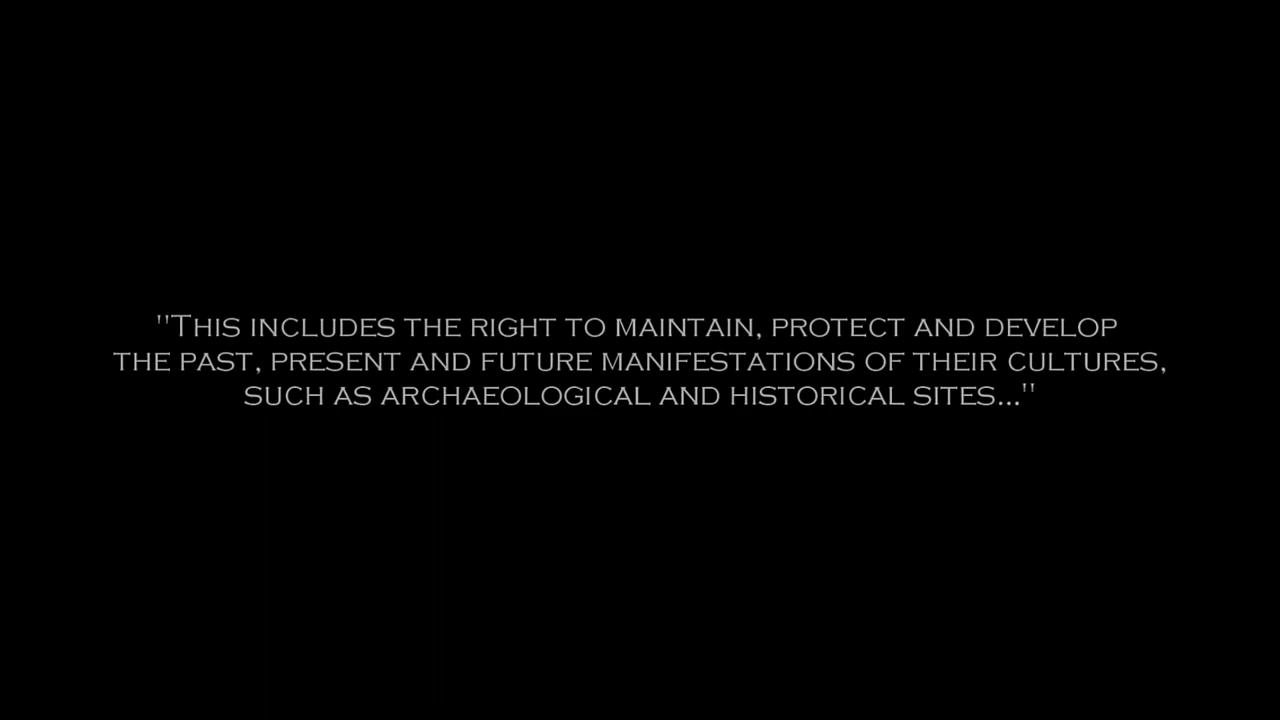 "This includes the right to maintain, protect and develop
the past, present and future manifestations of their cultures,
such as archaeological and historical sites..."